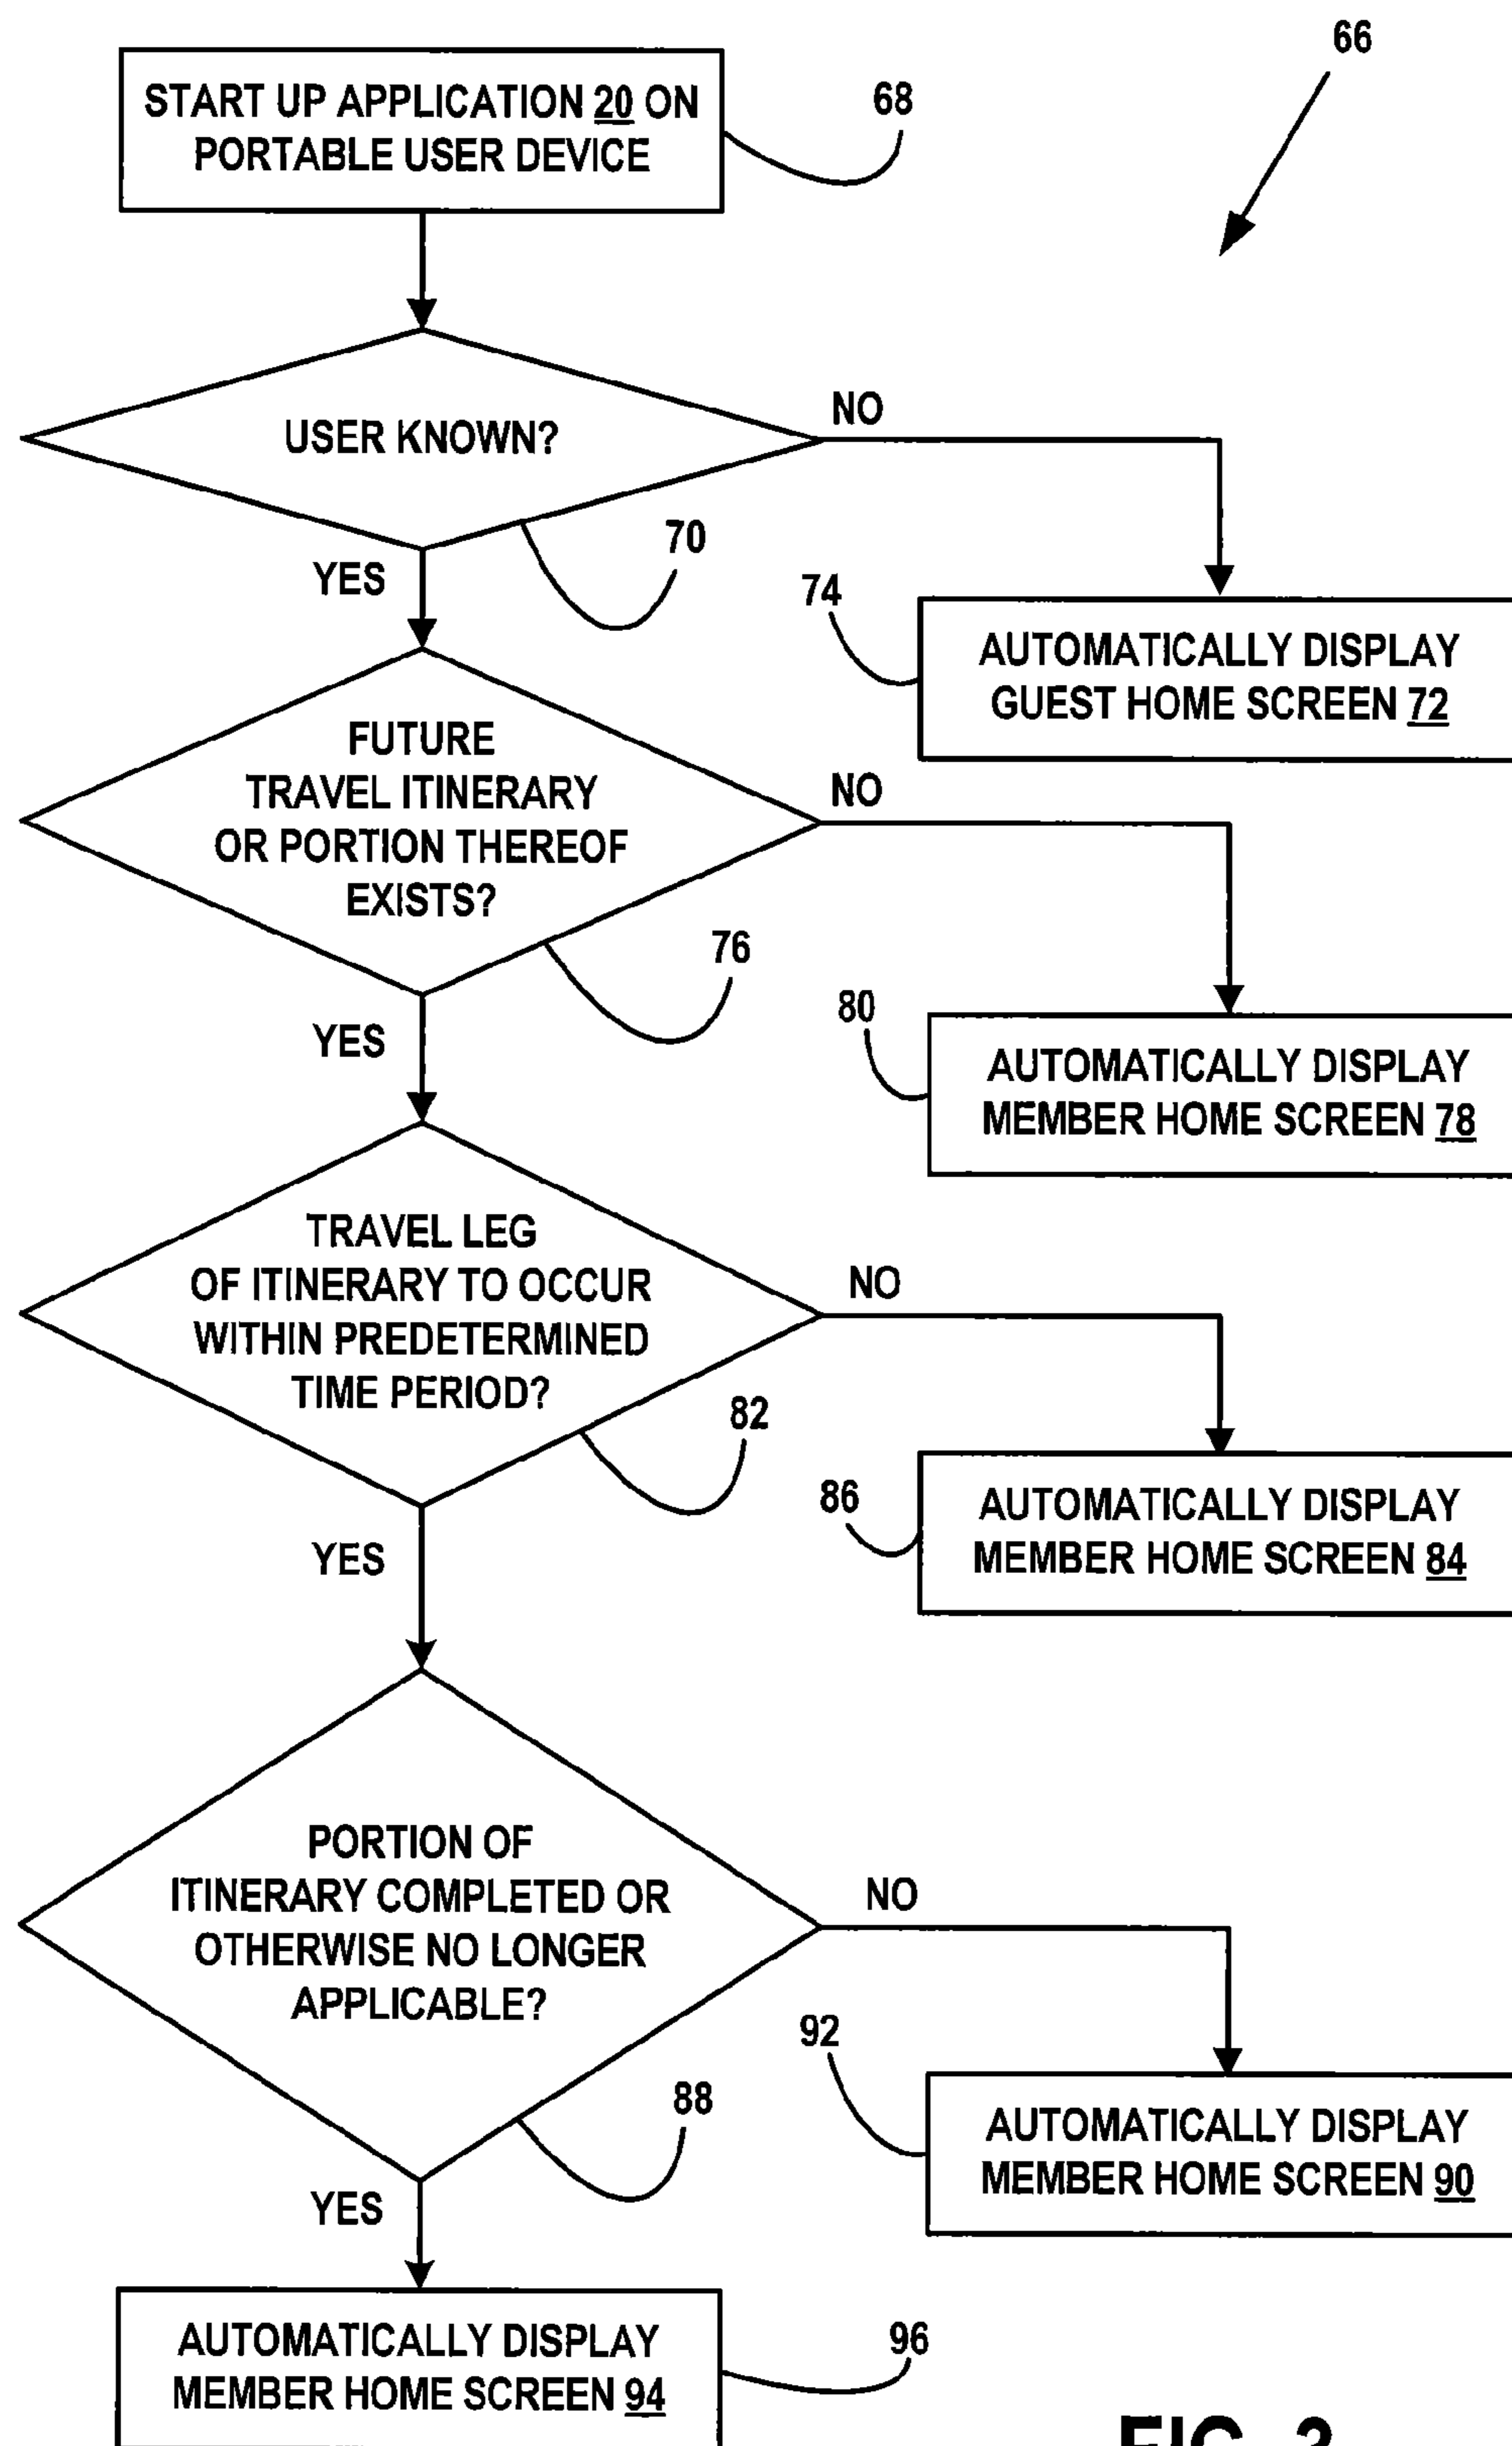 66
START UP APPLICATION 20 ON
PORTABLE USER DEVICE
68
USER KNOWN?
NO
70
YES
74
AUTOMATICALLY DISPLAY
GUEST HOME SCREEN 72
FUTURE
TRAVEL ITINERARY
OR PORTION THEREOF
EXISTS?
NO
76
YES
80
AUTOMATICALLY DISPLAY
MEMBER HOME SCREEN 78
TRAVEL LEG
OF ITINERARY TO OCCUR
WITHIN PREDETERMINED
TIME PERIOD?
NO
82
YES
86
AUTOMATICALLY DISPLAY
MEMBER HOME SCREEN 84
PORTION OF
ITINERARY COMPLETED OR
OTHERWISE NO LONGER
APPLICABLE?
NO
88
YES
92
AUTOMATICALLY DISPLAY
MEMBER HOME SCREEN 90
AUTOMATICALLY DISPLAY
MEMBER HOME SCREEN 94
96
FIG.